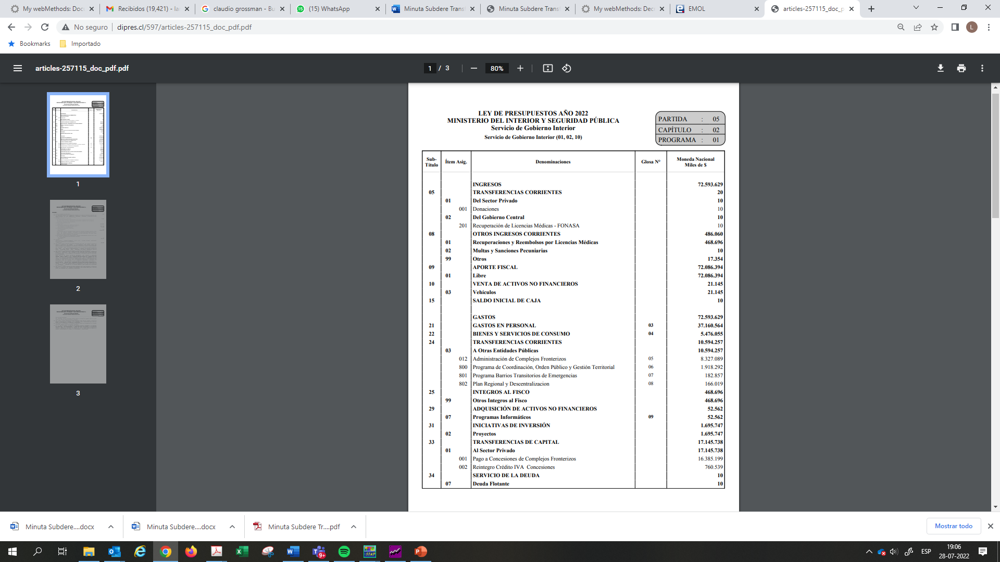 My webMethods: Doc
Recibidos (19,421) - la
claudio grossman - Bu
(15) WhatsApp
Minuta Subdere Trans
Minuta Subdere Trans
My webMethods: Dec
EMOL
articles-257115_doc_p
No seguro
dipres.cl/597/articles-257115_doc_pdf.pdf
L
Bookmarks
Importado
articles-257115_doc_pdf.pdf
1 / 3
80%
1
2
3
LEY DE PRESUPUESTOS AÑO 2022
MINISTERIO DEL INTERIOR Y SEGURIDAD PÚBLICA
Servicio de Gobierno Interior
Servicio de Gobierno Interior (01, 02, 10)
PARTIDA : 05
CAPÍTULO : 02
PROGRAMA : 01
Sub-Título Ítem Asig. Denominaciones Glosa Nº Moneda Nacional Miles de $
INGRESOS 72.593.629
05 TRANSFERENCIAS CORRIENTES 20
01 Del Sector Privado 10
001 Donaciones 10
02 Del Gobierno Central 10
201 Recuperación de Licencias Médicas - FONASA 10
08 OTROS INGRESOS CORRIENTES 486.060
01 Recuperaciones y Reembolsos por Licencias Médicas 468.696
02 Multas y Sanciones Pecuniarias 10
99 Otros 17.354
09 APORTE FISCAL 72.086.394
01 Libre 72.086.394
10 VENTA DE ACTIVOS NO FINANCIEROS 21.145
03 Vehículos 21.145
15 SALDO INICIAL DE CAJA 10
GASTOS 72.593.629
21 GASTOS EN PERSONAL 03 37.160.564
22 BIENES Y SERVICIOS DE CONSUMO 04 5.476.055
24 TRANSFERENCIAS CORRIENTES 10.594.257
03 A Otras Entidades Públicas 10.594.257
012 Administración de Complejos Fronterizos 05 8.327.089
800 Programa de Coordinación, Orden Público y Gestión Territorial 06 1.918.292
801 Programa Barrios Transitorios de Emergencias 07 182.857
802 Plan Regional y Descentralizacion 08 166.019
25 INTEGROS AL FISCO 468.696
99 Otros Integros al Fisco 468.696
29 ADQUISICIÓN DE ACTIVOS NO FINANCIEROS 52.562
07 Programas Informáticos 09 52.562
31 INICIATIVAS DE INVERSIÓN 1.695.747
02 Proyectos 1.695.747
33 TRANSFERENCIAS DE CAPITAL 17.145.738
01 Al Sector Privado 17.145.738
001 Pago a Concesiones de Complejos Fronterizos 16.385.199
002 Reintegro Crédito IVA Concesiones 760.539
34 SERVICIO DE LA DEUDA 10
07 Deuda Flotante 10
Minuta Subdere....docx
Minuta Subdere....docx
Minuta Subdere Tr....pdf
Mostrar todo
ESP
19:06
28-07-2022